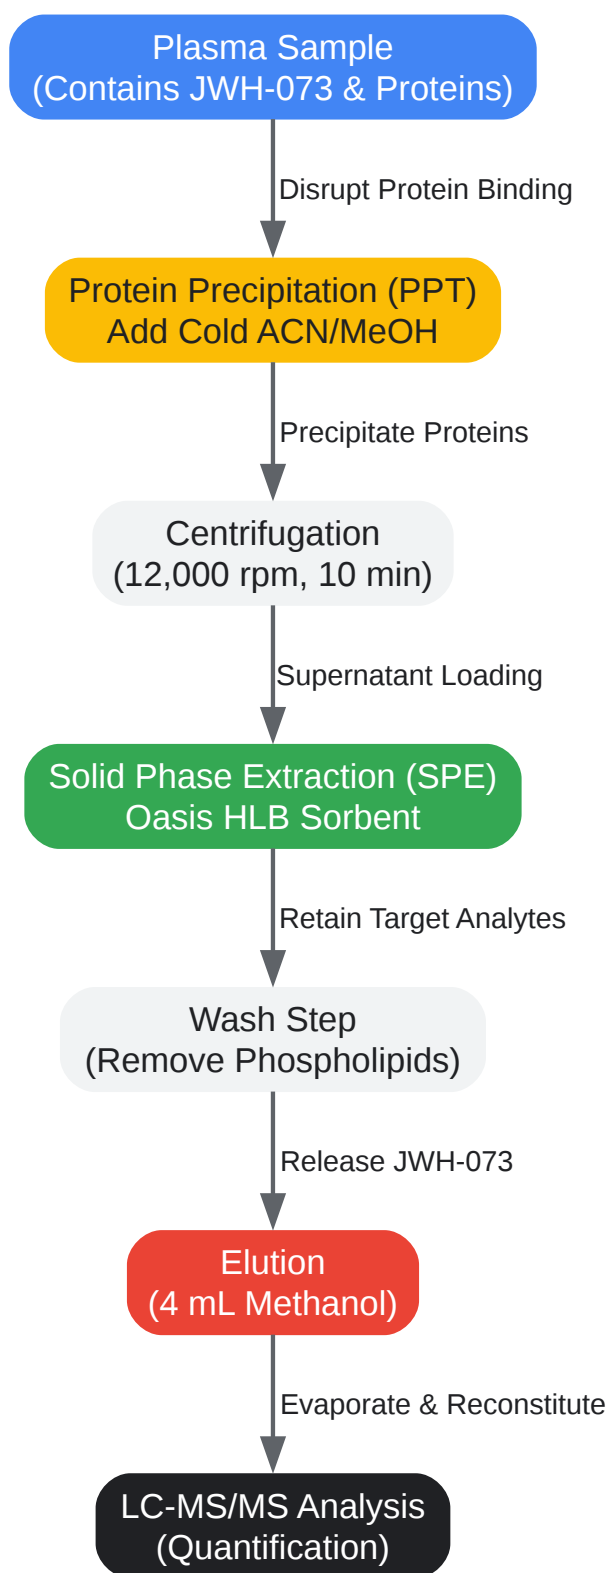 Plasma Sample
(Contains JWH-073 & Proteins)
Disrupt Protein Binding
Protein Precipitation (PPT)
Add Cold ACN/MeOH
Precipitate Proteins
Centrifugation
(12,000 rpm, 10 min)
Supernatant Loading
Solid Phase Extraction (SPE)
Oasis HLB Sorbent
Retain Target Analytes
Wash Step
(Remove Phospholipids)
Release JWH-073
Elution
(4 mL Methanol)
Evaporate & Reconstitute
LC-MS/MS Analysis
(Quantification)